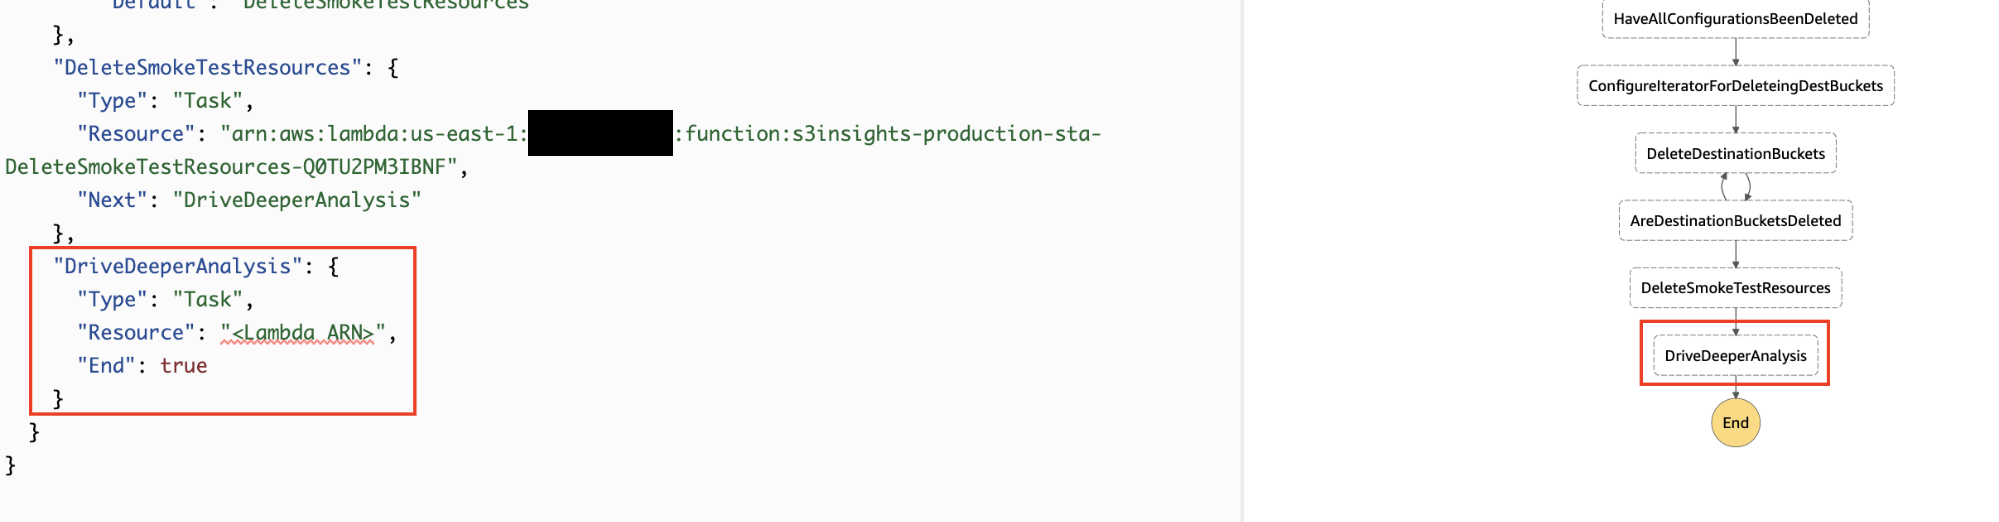 "Default": "DeleteSmokeTestResources"
},
"DeleteSmokeTestResources": {
"Type": "Task",
"Resource": "arn:aws:lambda:us-east-1: :function:s3insights-production-sta-
DeleteSmokeTestResources-Q0TU2PM3IBNF",
"Next": "DriveDeeperAnalysis"
},
"DriveDeeperAnalysis": {
"Type": "Task",
"Resource": "<Lambda ARN>",
"End": true
}
}
}
HaveAllConfigurationsBeenDeleted
ConfigureIteratorForDeleteingDestBuckets
DeleteDestinationBuckets
AreDestinationBucketsDeleted
DeleteSmokeTestResources
DriveDeeperAnalysis
End